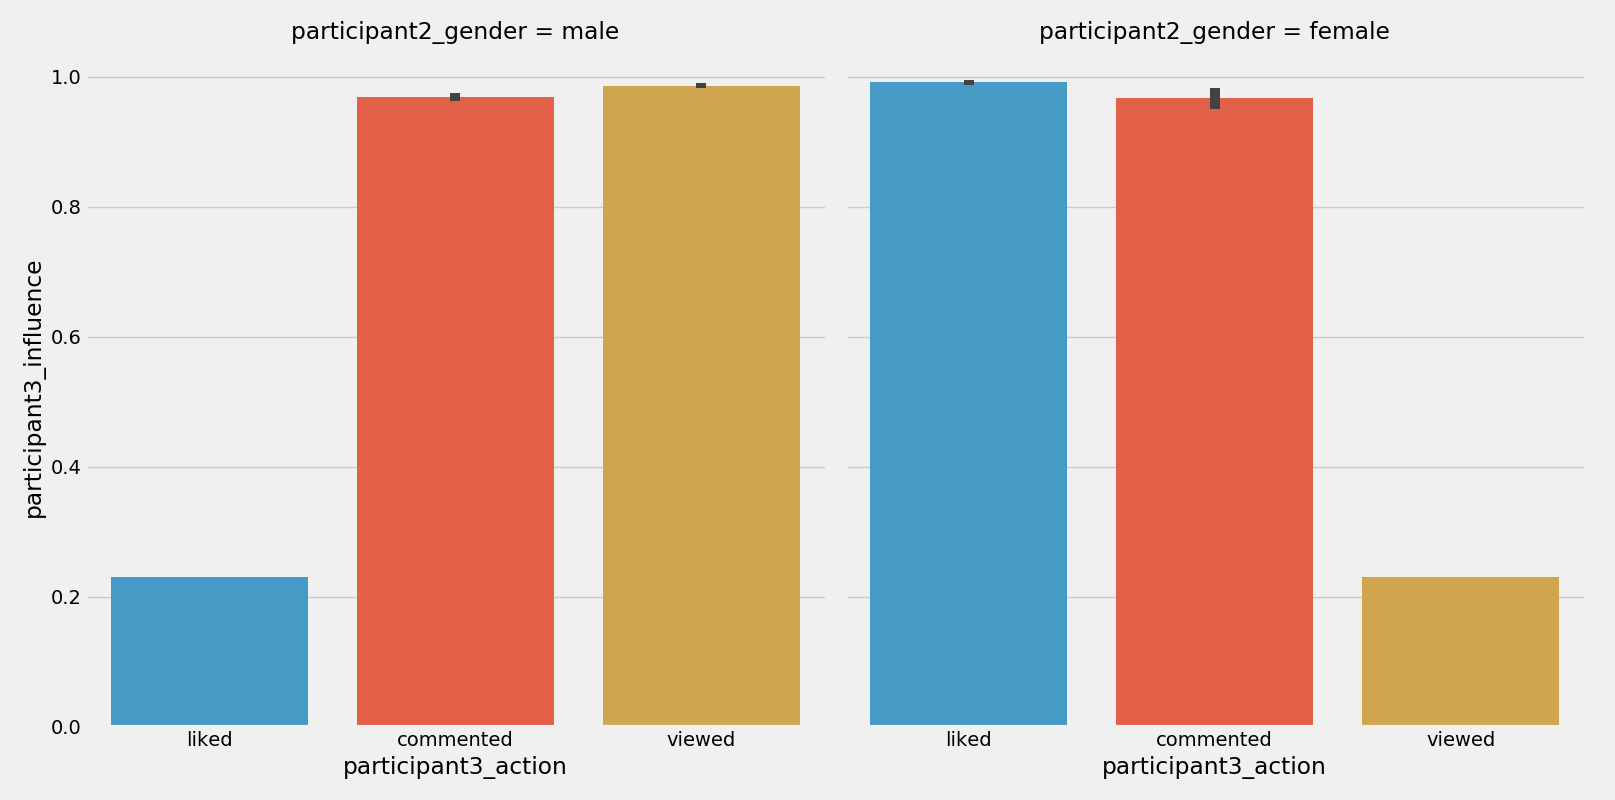 participant2_gender = male
participant2_gender = female
participant3_influence
1.0
0.8
0.6
0.4
0.2
0.0
liked commented viewed
liked commented viewed
participant3_action
participant3_action